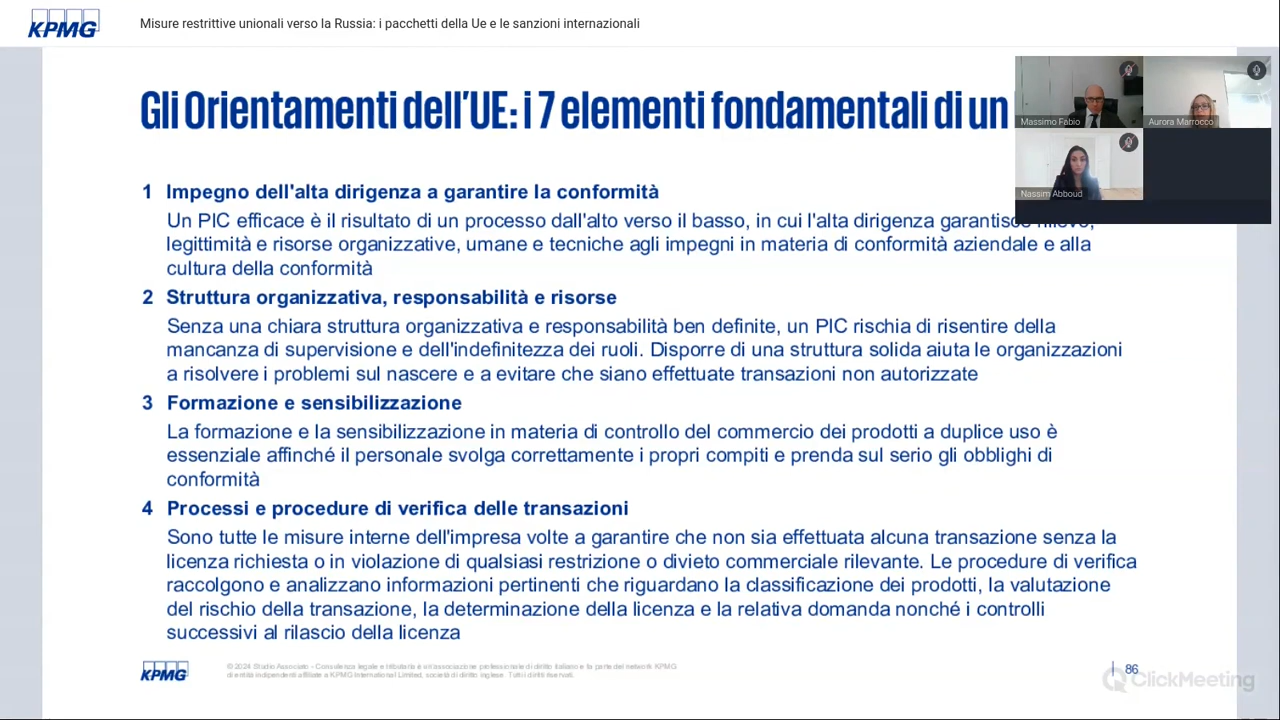 KPMG
Misure restrittive unionali verso la Russia: i pacchetti della Ue e le sanzioni internazionali
Gli Orientamenti dell'UE: i 7 elementi fondamentali di un
Massimo Fabio
Aurora Marrocco
Nassim Abboud
1 Impegno dell'alta dirigenza a garantire la conformità
Un PIC efficace è il risultato di un processo dall'alto verso il basso, in cui l'alta dirigenza garantisce rilievo,
legittimità e risorse organizzative, umane e tecniche agli impegni in materia di conformità aziendale e alla
cultura della conformità
2 Struttura organizzativa, responsabilità e risorse
Senza una chiara struttura organizzativa e responsabilità ben definite, un PIC rischia di risentire della
mancanza di supervisione e dell'indefinitezza dei ruoli. Disporre di una struttura solida aiuta le organizzazioni
a risolvere i problemi sul nascere e a evitare che siano effettuate transazioni non autorizzate
3 Formazione e sensibilizzazione
La formazione e la sensibilizzazione in materia di controllo del commercio dei prodotti a duplice uso è
essenziale affinché il personale svolga correttamente i propri compiti e prenda sul serio gli obblighi di
conformità
4 Processi e procedure di verifica delle transazioni
Sono tutte le misure interne dell'impresa volte a garantire che non sia effettuata alcuna transazione senza la
licenza richiesta o in violazione di qualsiasi restrizione o divieto commerciale rilevante. Le procedure di verifica
raccolgono e analizzano informazioni pertinenti che riguardano la classificazione dei prodotti, la valutazione
del rischio della transazione, la determinazione della licenza e la relativa domanda nonché i controlli
successivi al rilascio della licenza
KPMG
© 2024 Studio Associato - Consulenza legale e tributaria è un'associazione professionale di diritto italiano e fa parte del network KPMG
di entità indipendenti affiliate a KPMG International Limited, società di diritto inglese. Tutti i diritti riservati.
86
ClickMeeting